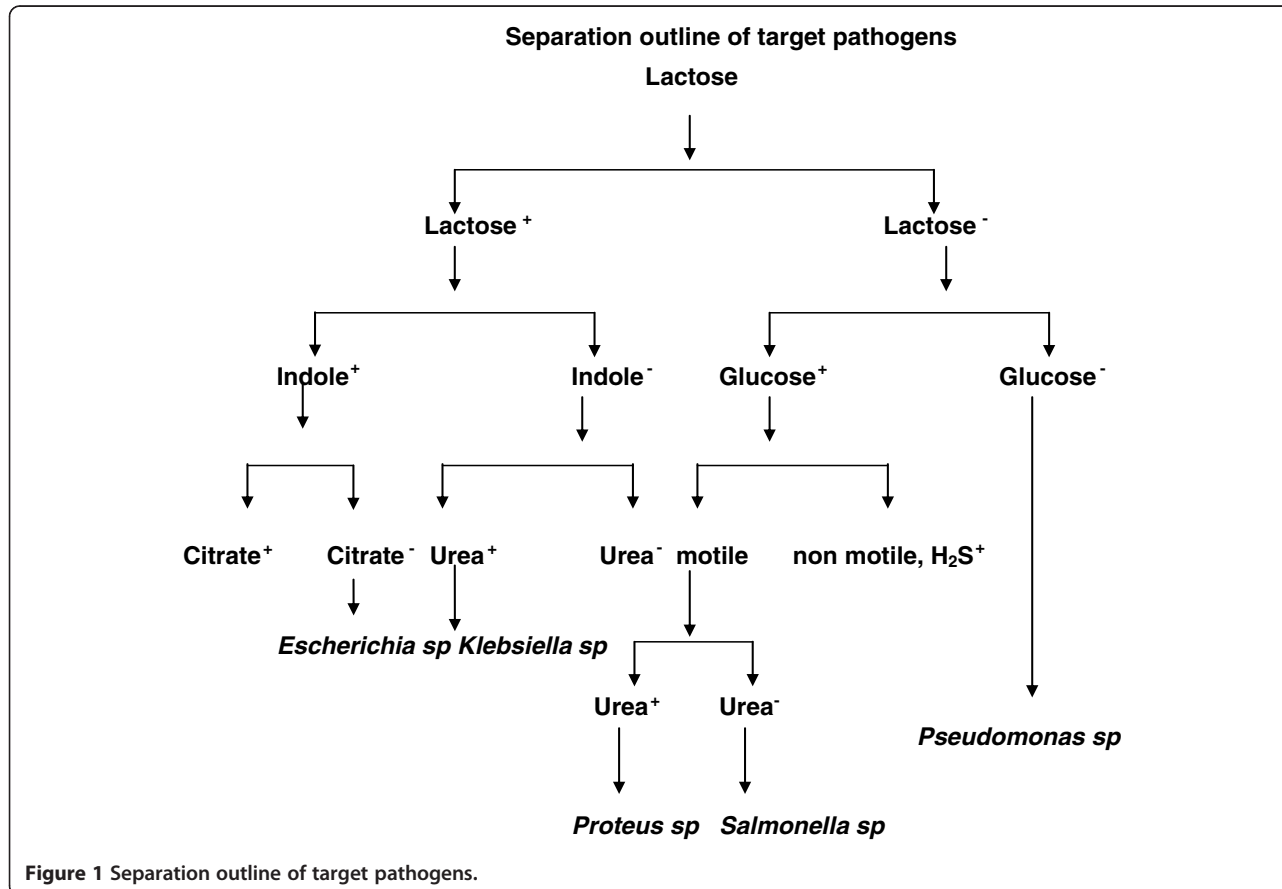 Separation outline of target pathogens
Lactose
Lactose + Lactose -
Indole+ Indole - Glucose+ Glucose -
Citrate+ Citrate - Urea+ Urea- motile non motile, H₂S+
Escherichia sp Klebsiella sp
Urea+ Urea-
Pseudomonas sp
Proteus sp Salmonella sp
Figure 1 Separation outline of target pathogens.